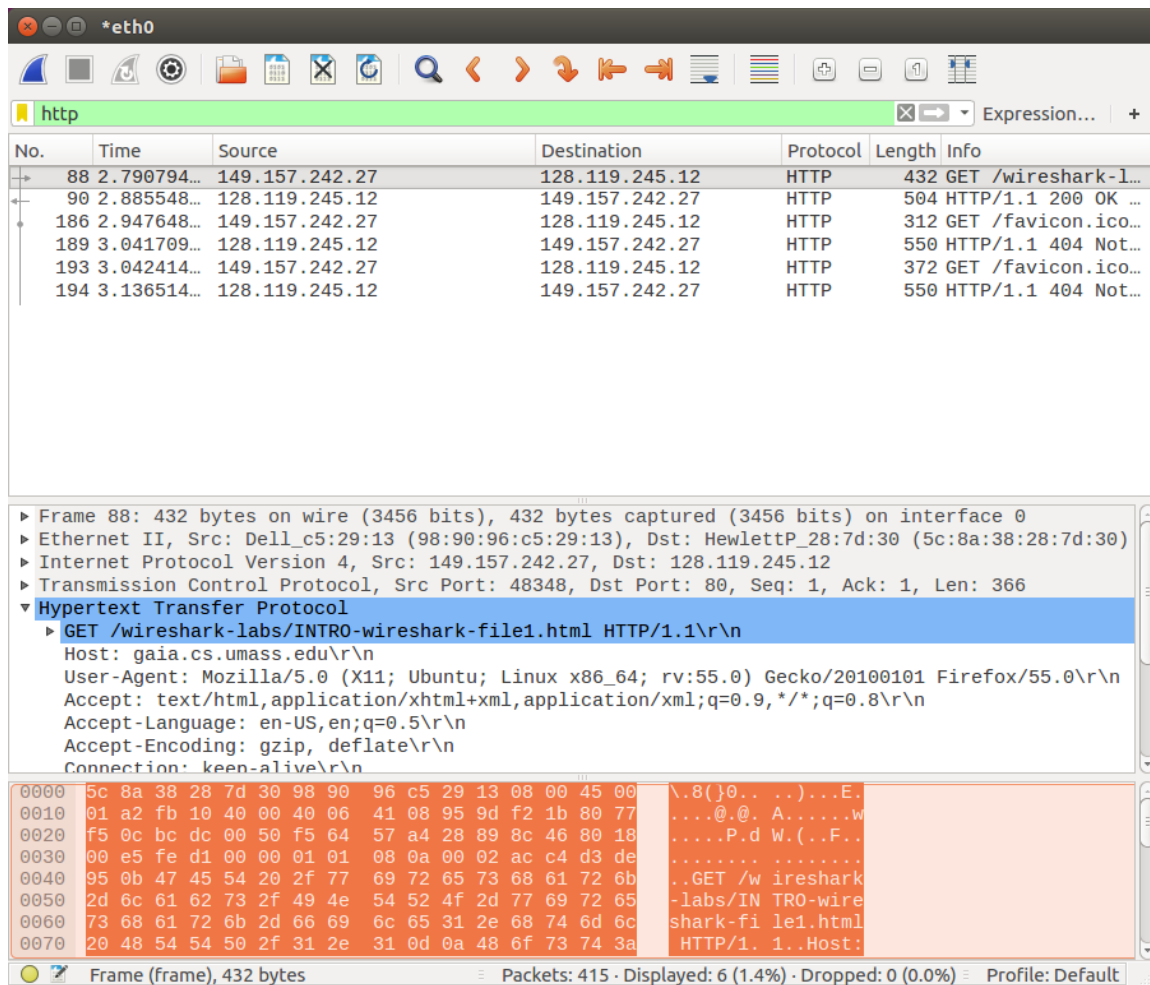 *eth0
http Expression… +
No. Time Source Destination Protocol Length Info
88 2.790794… 149.157.242.27 128.119.245.12 HTTP 432 GET /wireshark-l…
90 2.885548… 128.119.245.12 149.157.242.27 HTTP 504 HTTP/1.1 200 OK …
186 2.947648… 149.157.242.27 128.119.245.12 HTTP 312 GET /favicon.ico…
189 3.041709… 128.119.245.12 149.157.242.27 HTTP 550 HTTP/1.1 404 Not…
193 3.042414… 149.157.242.27 128.119.245.12 HTTP 372 GET /favicon.ico…
194 3.136514… 128.119.245.12 149.157.242.27 HTTP 550 HTTP/1.1 404 Not…
Frame 88: 432 bytes on wire (3456 bits), 432 bytes captured (3456 bits) on interface 0
Ethernet II, Src: Dell_c5:29:13 (98:90:96:c5:29:13), Dst: HewlettP_28:7d:30 (5c:8a:38:28:7d:30)
Internet Protocol Version 4, Src: 149.157.242.27, Dst: 128.119.245.12
Transmission Control Protocol, Src Port: 48348, Dst Port: 80, Seq: 1, Ack: 1, Len: 366
Hypertext Transfer Protocol
GET /wireshark-labs/INTRO-wireshark-file1.html HTTP/1.1\r\n
Host: gaia.cs.umass.edu\r\n
User-Agent: Mozilla/5.0 (X11; Ubuntu; Linux x86_64; rv:55.0) Gecko/20100101 Firefox/55.0\r\n
Accept: text/html,application/xhtml+xml,application/xml;q=0.9,*/*;q=0.8\r\n
Accept-Language: en-US,en;q=0.5\r\n
Accept-Encoding: gzip, deflate\r\n
Connection: keep-alive\r\n
0000 5c 8a 38 28 7d 30 98 90 96 c5 29 13 08 00 45 00 \.8(}0.. ..)...E.
0010 01 a2 fb 10 40 00 40 06 41 08 95 9d f2 1b 80 77 ....@.@. A......w
0020 f5 0c bc dc 00 50 f5 64 57 a4 28 89 8c 46 80 18 .....P.d W.(..F..
0030 00 e5 fe d1 00 00 01 01 08 0a 00 02 ac c4 d3 de ........ ........
0040 95 0b 47 45 54 20 2f 77 69 72 65 73 68 61 72 6b ..GET /w ireshark
0050 2d 6c 61 62 73 2f 49 4e 54 52 4f 2d 77 69 72 65 -labs/IN TRO-wire
0060 73 68 61 72 6b 2d 66 69 6c 65 31 2e 68 74 6d 6c shark-fi le1.html
0070 20 48 54 54 50 2f 31 2e 31 0d 0a 48 6f 73 74 3a HTTP/1. 1..Host:
Frame (frame), 432 bytes Packets: 415 · Displayed: 6 (1.4%) · Dropped: 0 (0.0%) Profile: Default